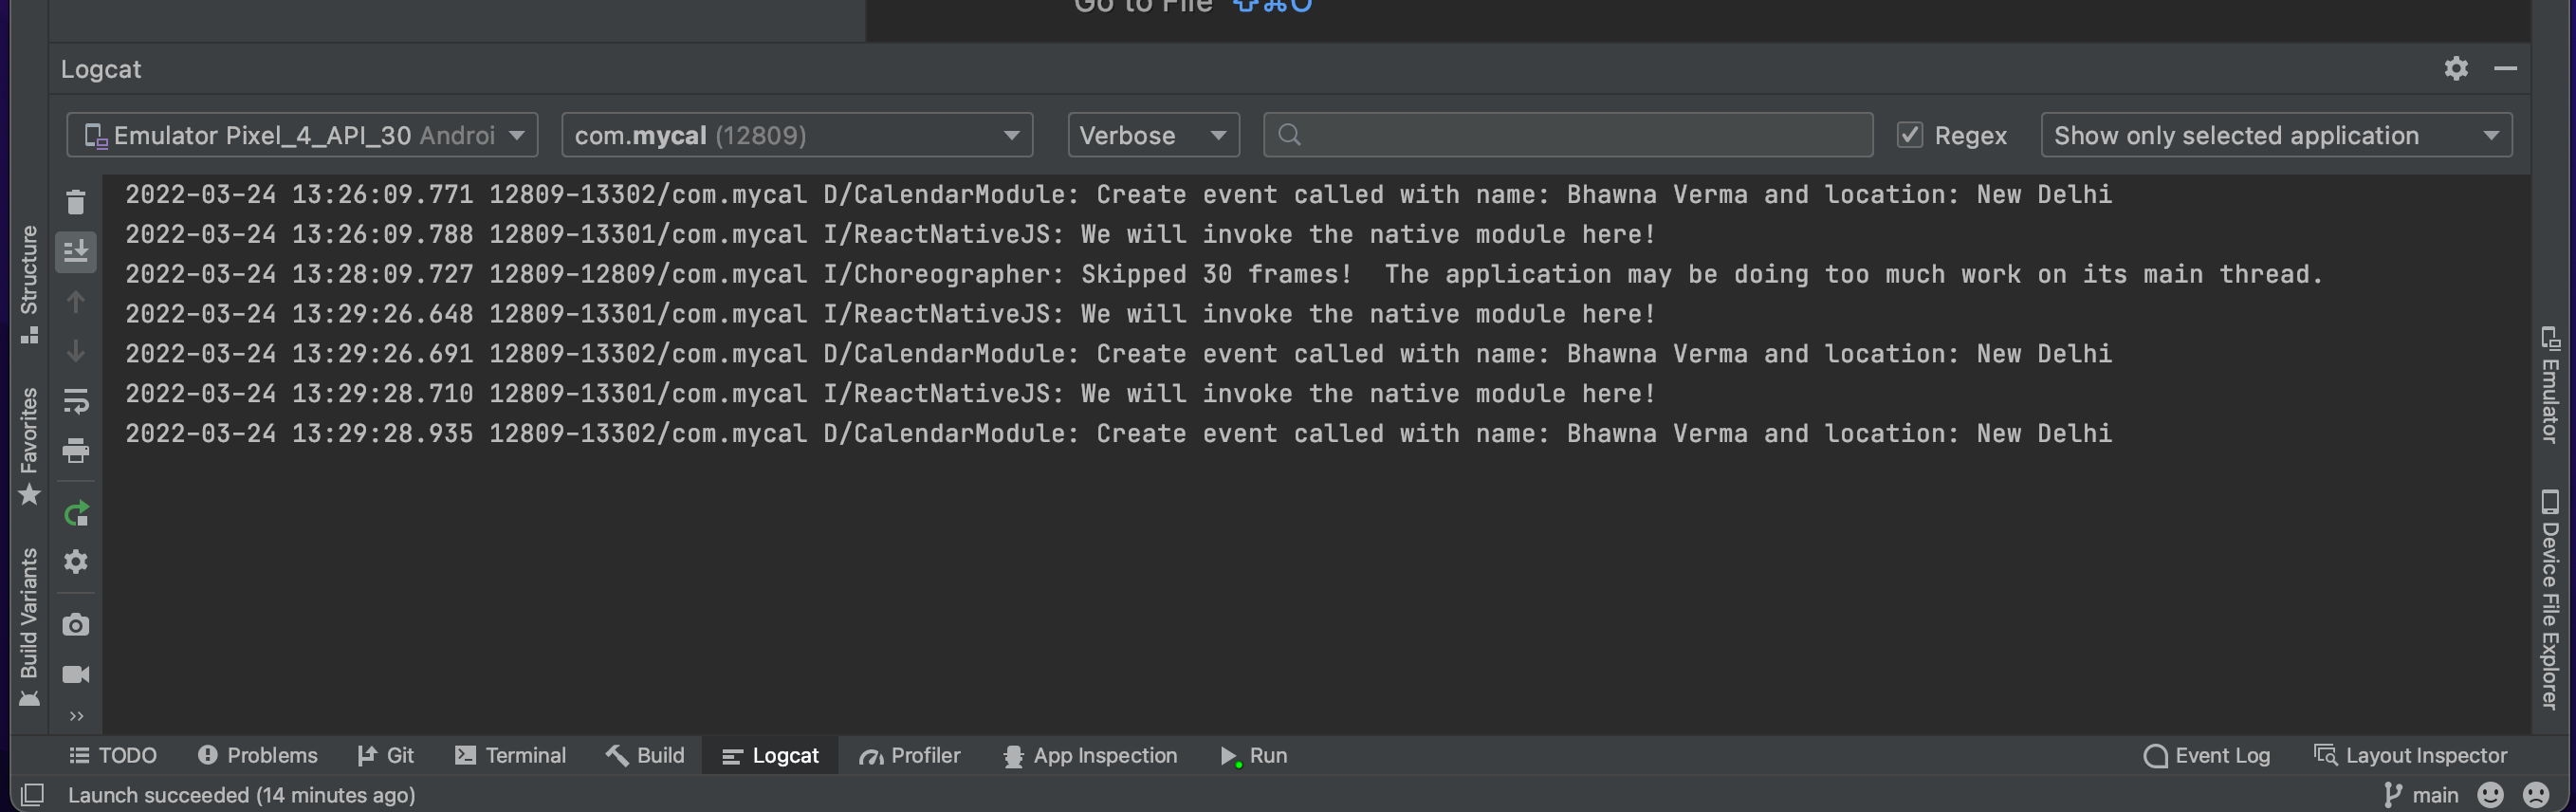 Go to File ⇧⌘O
Logcat
Emulator Pixel_4_API_30 Androi
com.mycal (12809)
Verbose
Regex
Show only selected application
2022-03-24 13:26:09.771 12809-13302/com.mycal D/CalendarModule: Create event called with name: Bhawna Verma and location: New Delhi
2022-03-24 13:26:09.788 12809-13301/com.mycal I/ReactNativeJS: We will invoke the native module here!
2022-03-24 13:28:09.727 12809-12809/com.mycal I/Choreographer: Skipped 30 frames!  The application may be doing too much work on its main thread.
2022-03-24 13:29:26.648 12809-13301/com.mycal I/ReactNativeJS: We will invoke the native module here!
2022-03-24 13:29:26.691 12809-13302/com.mycal D/CalendarModule: Create event called with name: Bhawna Verma and location: New Delhi
2022-03-24 13:29:28.710 12809-13301/com.mycal I/ReactNativeJS: We will invoke the native module here!
2022-03-24 13:29:28.935 12809-13302/com.mycal D/CalendarModule: Create event called with name: Bhawna Verma and location: New Delhi
Structure
Favorites
Build Variants
Emulator
Device File Explorer
TODO
Problems
Git
Terminal
Build
Logcat
Profiler
App Inspection
Run
Event Log
Layout Inspector
Launch succeeded (14 minutes ago)
main